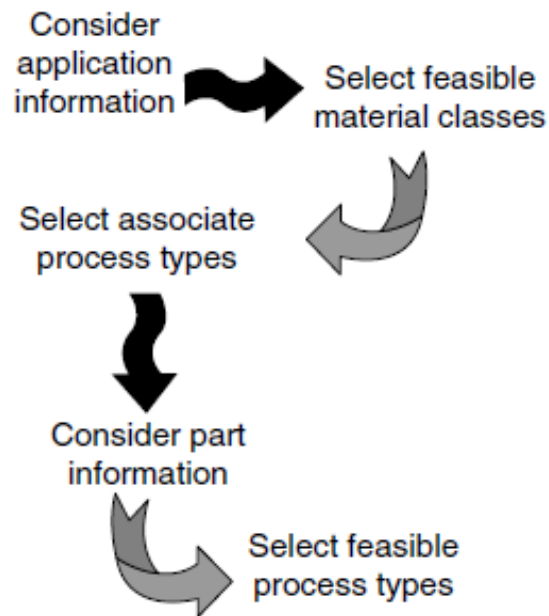 Consider
application
information
Select feasible
material classes
Select associate
process types
Consider part
information
Select feasible
process types